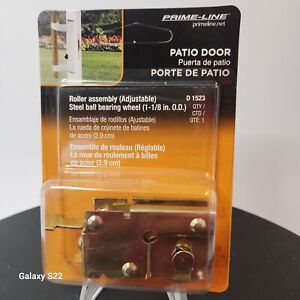 PRIME-LINE®
primeline.net
PATIO DOOR
Puerta de patio
PORTE DE PATIO
Roller assembly (Adjustable)
Steel ball bearing wheel (1-1/8 in. O.D.)
D 1523
QTY /
CTD /
QTÉ: 1
Ensamblaje de rodillos (Ajustable)
La rueda de cojinete de balines
de acero (2.9 cm)
Ensemble de rouleau (Réglable)
La roue du roulement à billes
en acier (2.9 cm)
Galaxy S22